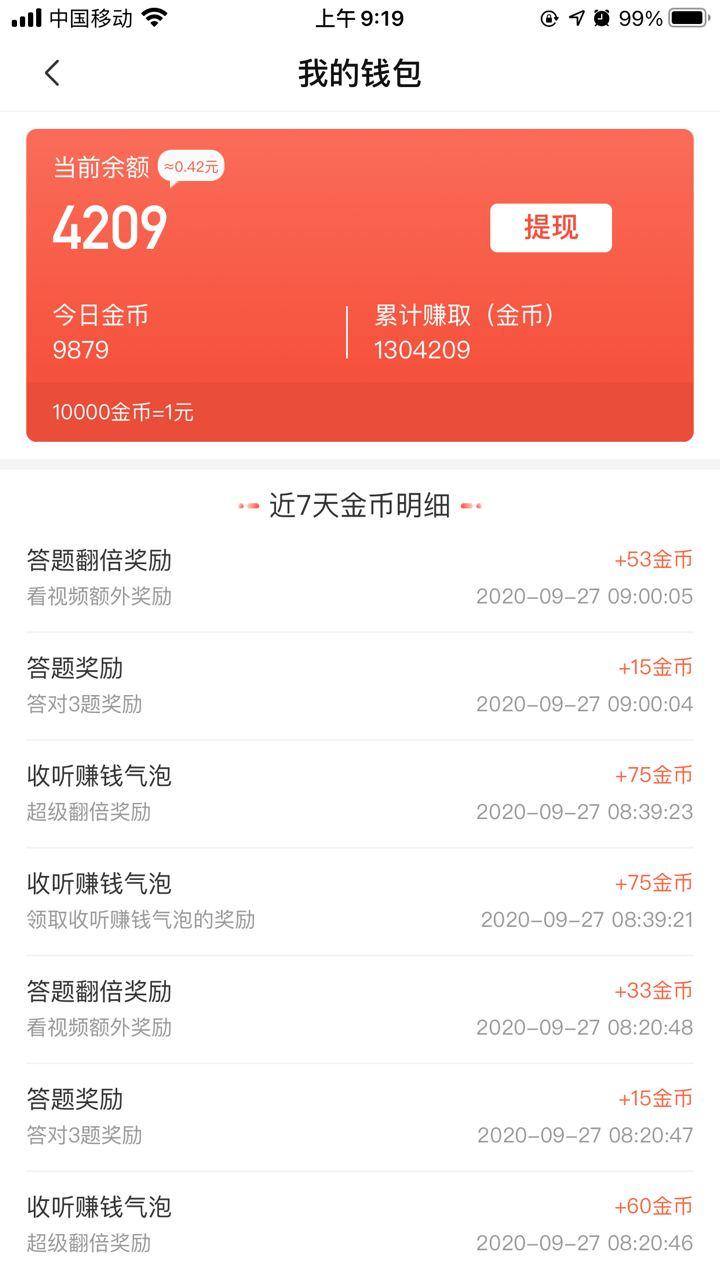 中国移动 上午9:19 99%
我的钱包
当前余额 ≈0.42元
4209 提现
今日金币 累计赚取（金币）
9879 1304209
10000金币=1元
近7天金币明细
答题翻倍奖励 +53金币
看视频额外奖励 2020-09-27 09:00:05
答题奖励 +15金币
答对3题奖励 2020-09-27 09:00:04
收听赚钱气泡 +75金币
超级翻倍奖励 2020-09-27 08:39:23
收听赚钱气泡 +75金币
领取收听赚钱气泡的奖励 2020-09-27 08:39:21
答题翻倍奖励 +33金币
看视频额外奖励 2020-09-27 08:20:48
答题奖励 +15金币
答对3题奖励 2020-09-27 08:20:47
收听赚钱气泡 +60金币
超级翻倍奖励 2020-09-27 08:20:46